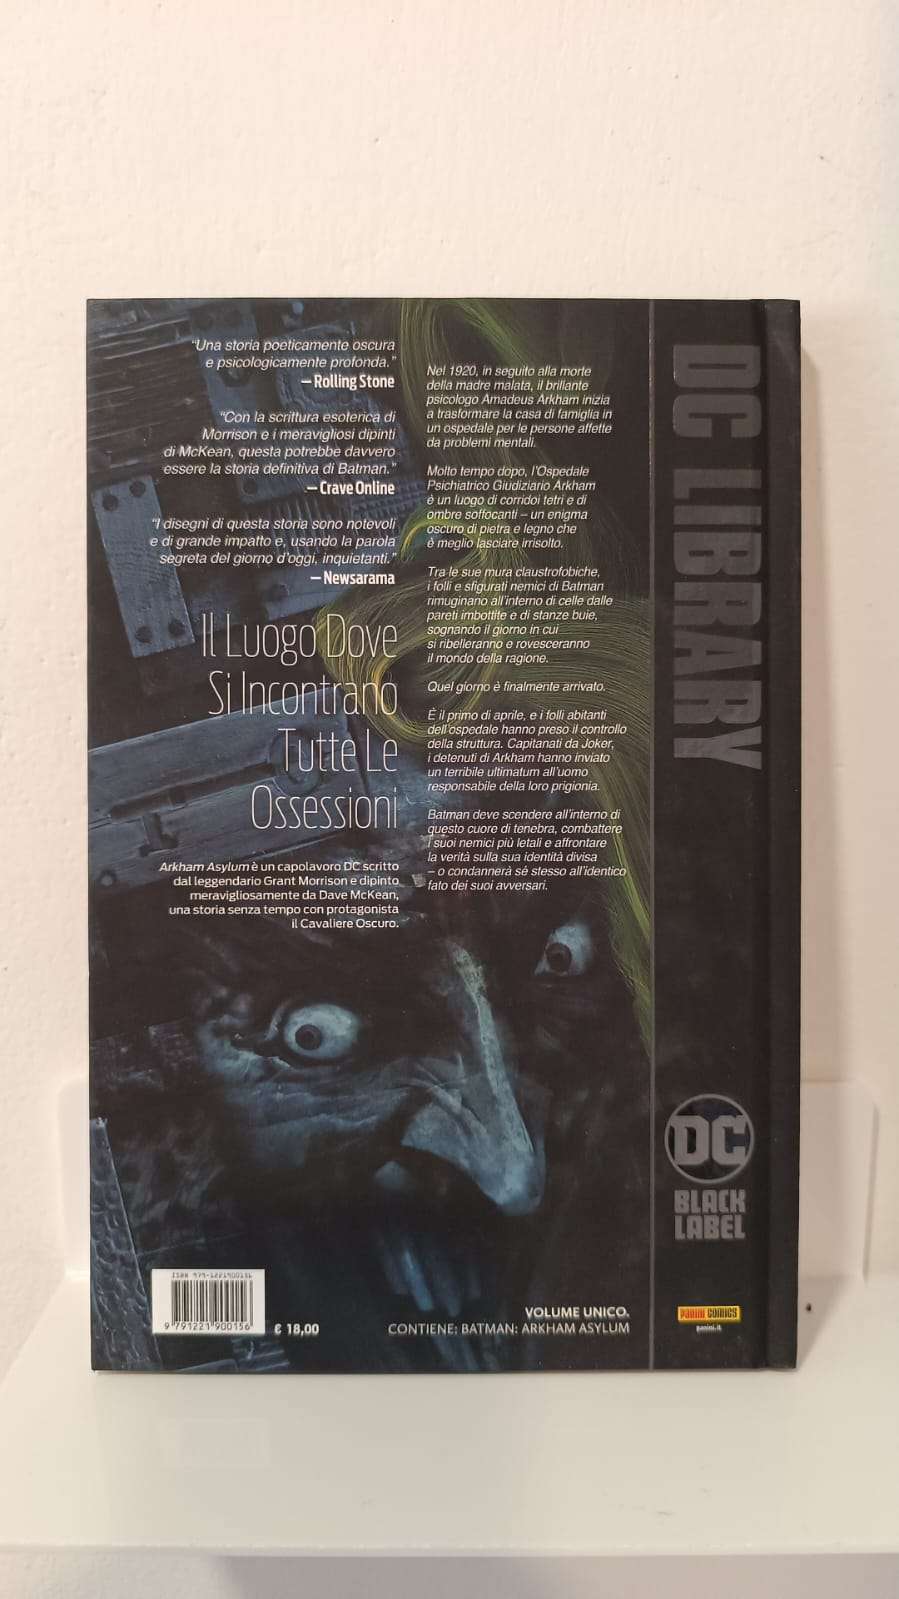 “Una storia poeticamente oscura
e psicologicamente profonda.”
— Rolling Stone
“Con la scrittura esoterica di
Morrison e i meravigliosi dipinti
di McKean, questa potrebbe davvero
essere la storia definitiva di Batman.”
— Crave Online
“I disegni di questa storia sono notevoli
e di grande impatto e, usando la parola
segreta del giorno d’oggi, inquietanti.”
— Newsarama
Il Luogo Dove
Si Incontrano
Tutte Le
Ossessioni
Arkham Asylum è un capolavoro DC scritto
dal leggendario Grant Morrison e dipinto
meravigliosamente da Dave McKean,
una storia senza tempo con protagonista
il Cavaliere Oscuro.
Nel 1920, in seguito alla morte
della madre malata, il brillante
psicologo Amadeus Arkham inizia
a trasformare la casa di famiglia in
un ospedale per le persone affette
da problemi mentali.
Molto tempo dopo, l’Ospedale
Psichiatrico Giudiziario Arkham
è un luogo di corridoi tetri e di
ombre soffocanti – un enigma
oscuro di pietra e legno che
è meglio lasciare irrisolto.
Tra le sue mura claustrofobiche,
i folli e sfigurati nemici di Batman
rimuginano all’interno di celle dalle
pareti imbottite e di stanze buie,
sognando il giorno in cui
si ribelleranno e rovesceranno
il mondo della ragione.
Quel giorno è finalmente arrivato.
È il primo di aprile, e i folli abitanti
dell’ospedale hanno preso il controllo
della struttura. Capitanati da Joker,
i detenuti di Arkham hanno inviato
un terribile ultimatum all’uomo
responsabile della loro prigionia.
Batman deve scendere all’interno di
questo cuore di tenebra, combattere
i suoi nemici più letali e affrontare
la verità sulla sua identità divisa
– o condannerà sé stesso all’identico
fato dei suoi avversari.
DC LIBRARY
DC
BLACK
LABEL
ISBN 979-1221900156
9 791221 900156
€ 18,00
VOLUME UNICO.
CONTIENE: BATMAN: ARKHAM ASYLUM
PANINI COMICS
panini.it